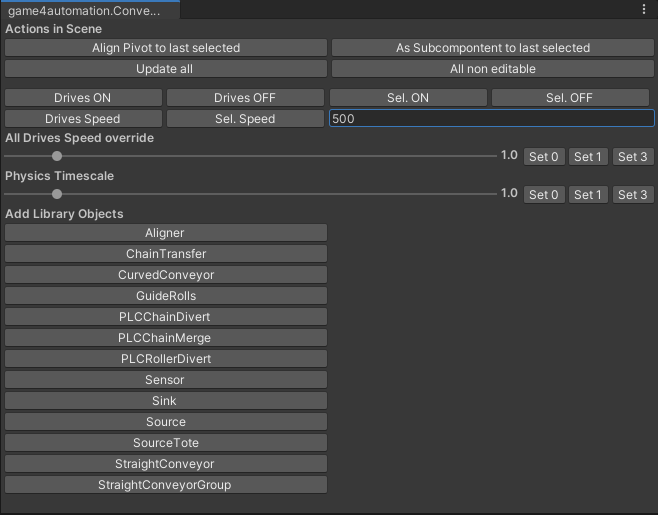 game4automation.Conve...
Actions in Scene
Align Pivot to last selected As Subcompontent to last selected
Update all All non editable
Drives ON Drives OFF Sel. ON Sel. OFF
Drives Speed Sel. Speed 500
All Drives Speed override
1.0 Set 0 Set 1 Set 3
Physics Timescale
1.0 Set 0 Set 1 Set 3
Add Library Objects
Aligner
ChainTransfer
CurvedConveyor
GuideRolls
PLCChainDivert
PLCChainMerge
PLCRollerDivert
Sensor
Sink
Source
SourceTote
StraightConveyor
StraightConveyorGroup